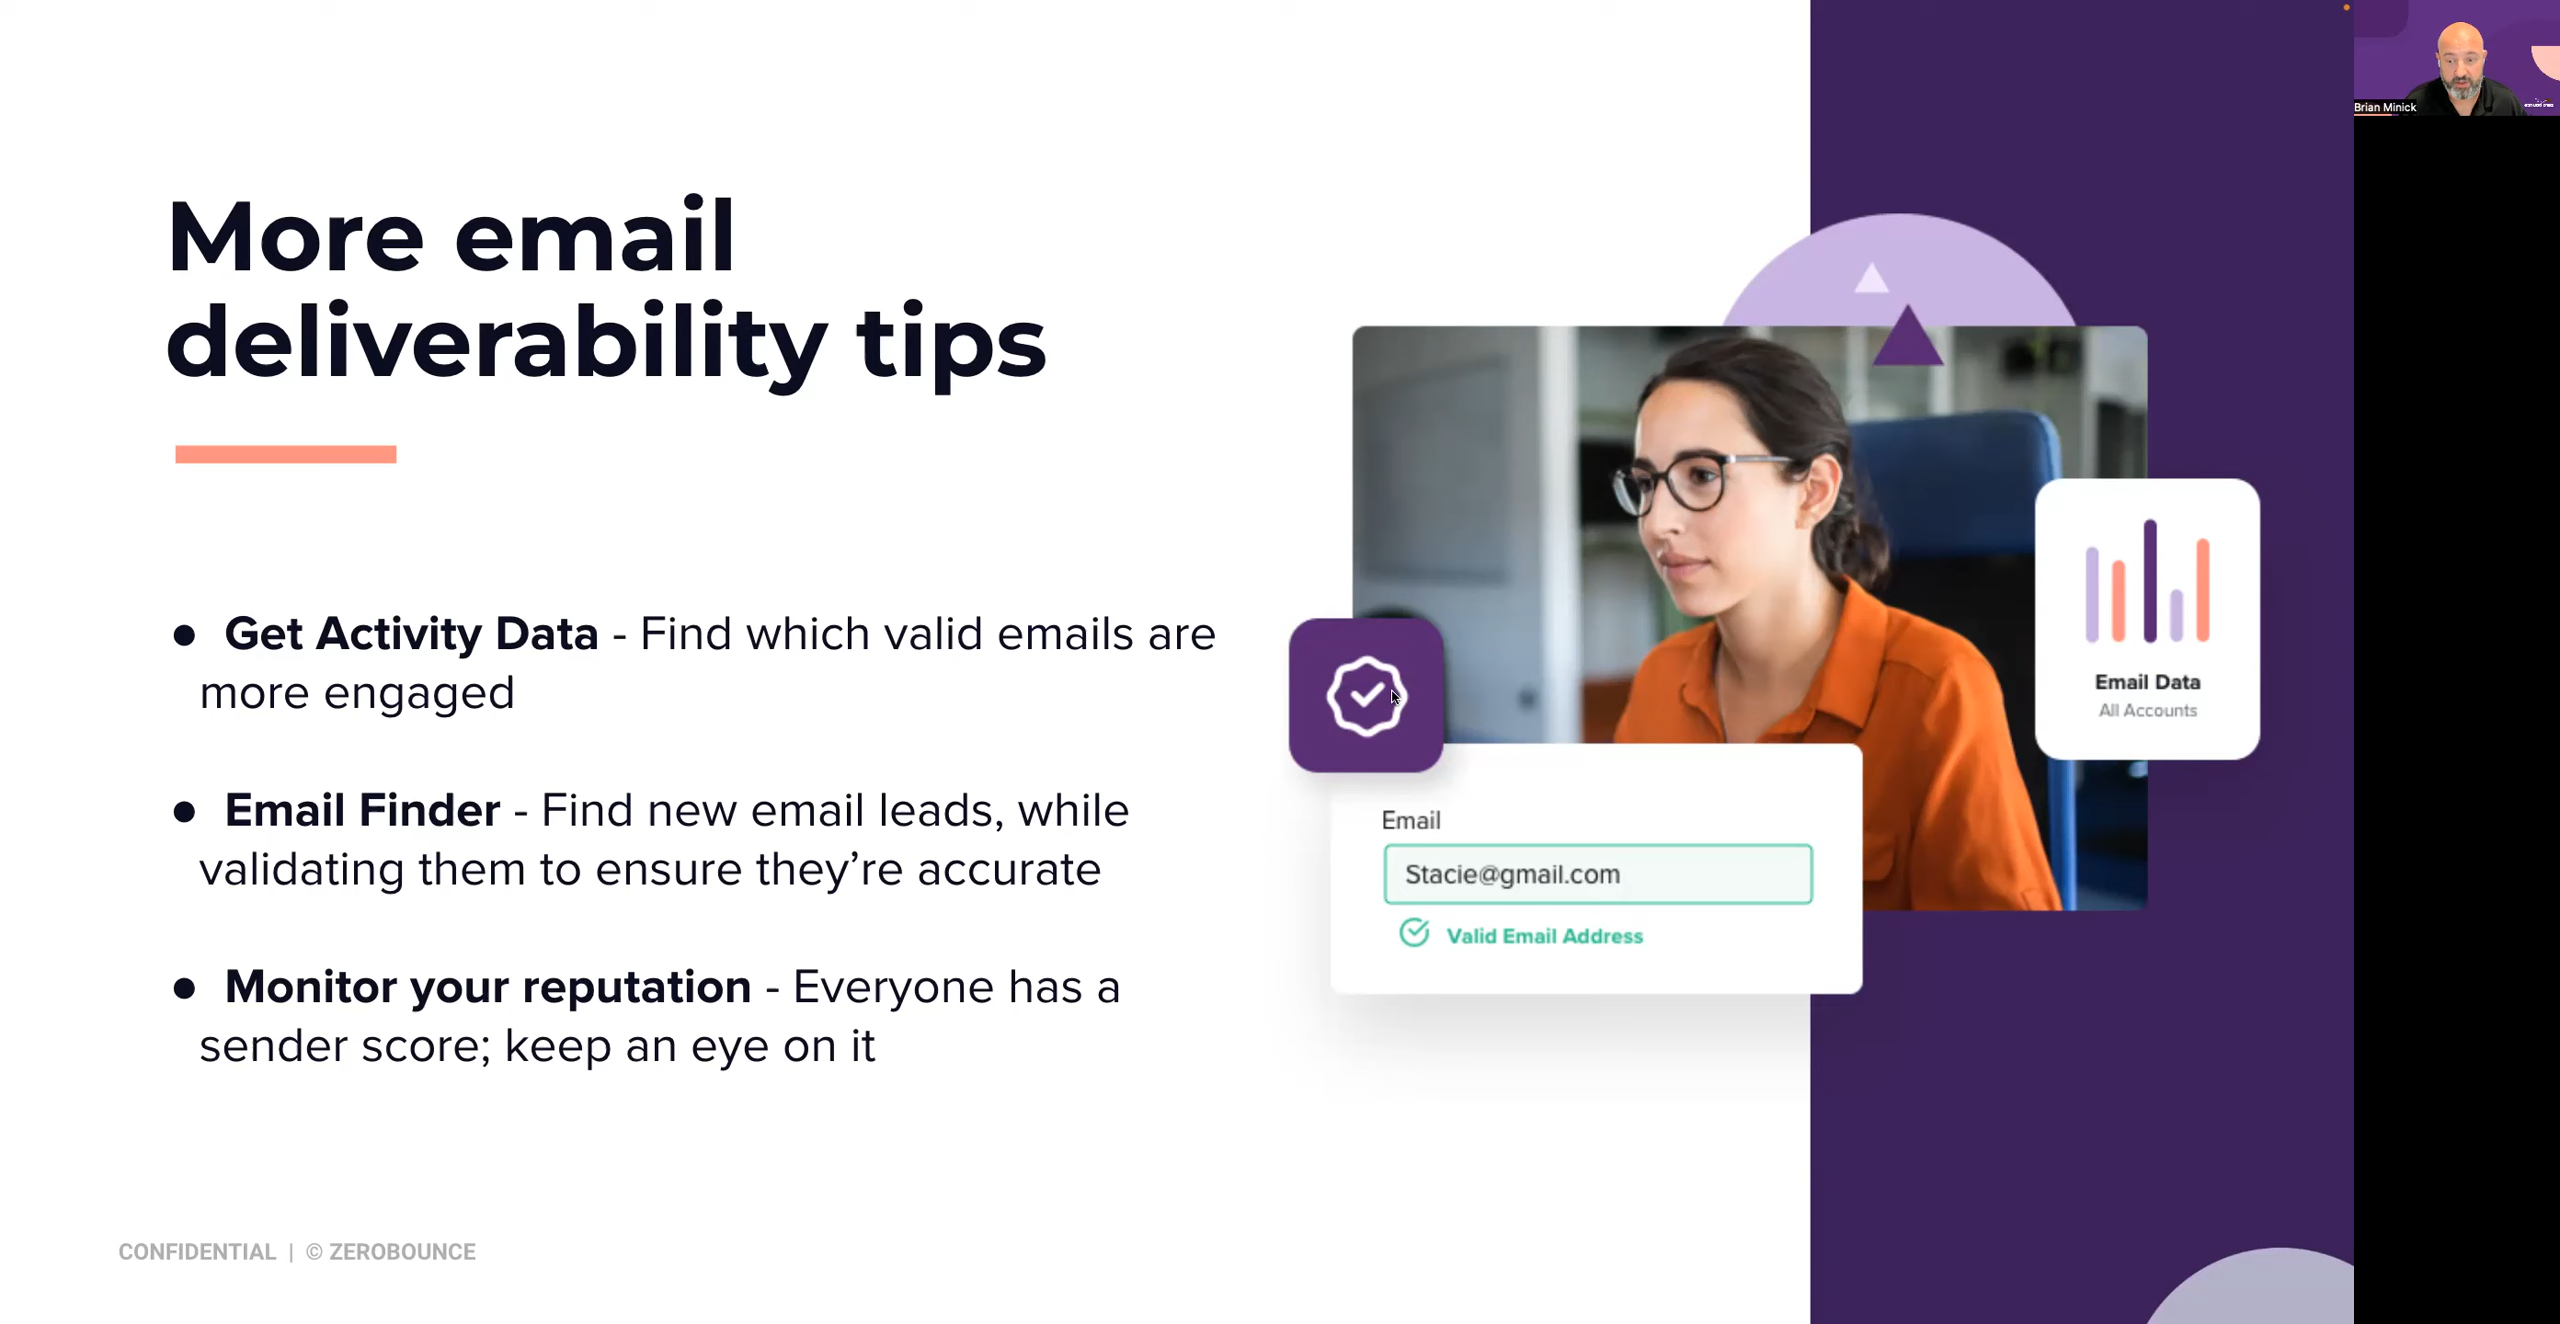 Brian Minick
More email
deliverability tips
● Get Activity Data - Find which valid emails are
more engaged
● Email Finder - Find new email leads, while
validating them to ensure they’re accurate
● Monitor your reputation - Everyone has a
sender score; keep an eye on it
Email Data
All Accounts
Email
Stacie@gmail.com
Valid Email Address
CONFIDENTIAL | © ZEROBOUNCE